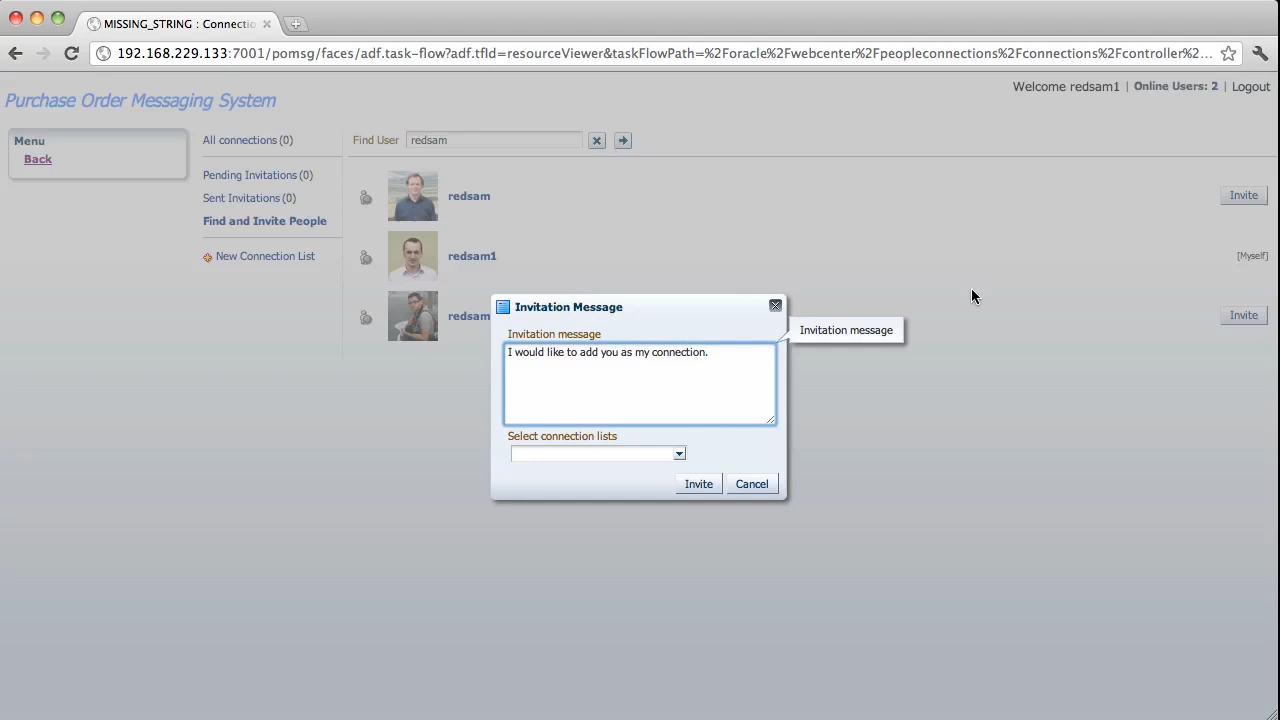 MISSING_STRING : Connectio
192.168.229.133:7001/pomsg/faces/adf.task-flow?adf.tfId=resourceViewer&taskFlowPath=%2Foracle%2Fwebcenter%2Fpeopleconnections%2Fconnections%2Fcontroller%2...
Welcome redsam1 | Online Users: 2 | Logout
Purchase Order Messaging System
Menu
Back
All connections (0)
Pending Invitations (0)
Sent Invitations (0)
Find and Invite People
New Connection List
Find User redsam
redsam Invite
redsam1 [Myself]
redsam Invite
Invitation Message
Invitation message
I would like to add you as my connection.
Invitation message
Select connection lists
Invite Cancel